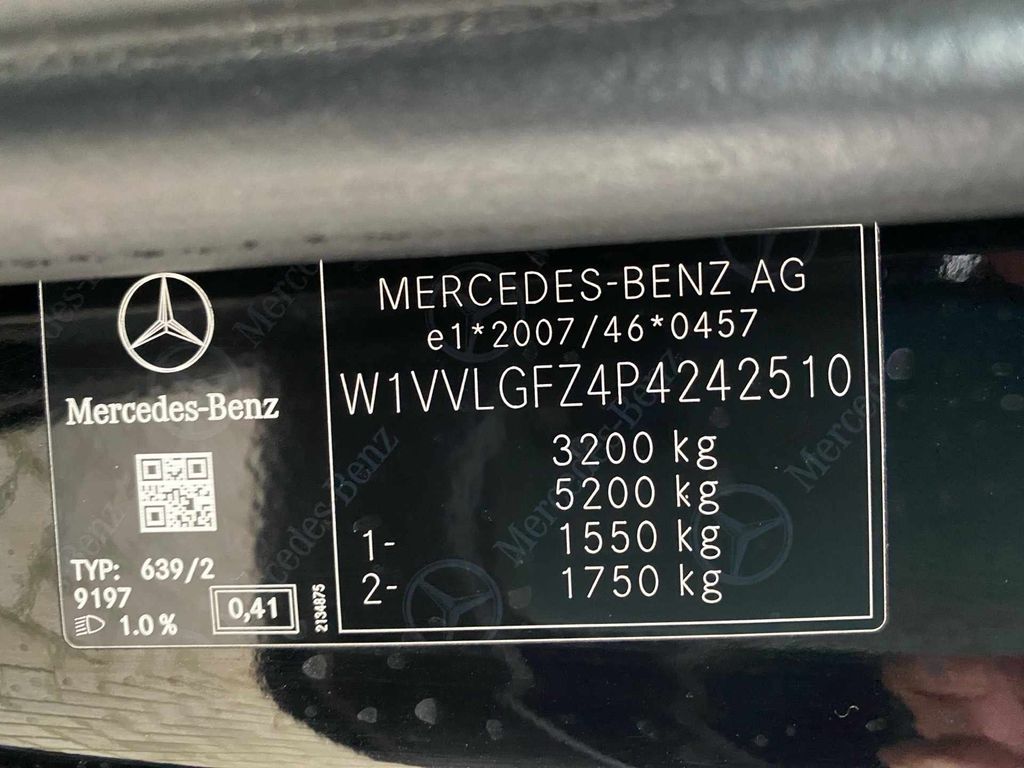 Mercedes-Benz
TYP: 639/2
9197
1.0 %
0,41
2134875
MERCEDES-BENZ AG
e1*2007/46*0457
W1VVLGFZ4P4242510
3200 kg
5200 kg
1- 1550 kg
2- 1750 kg